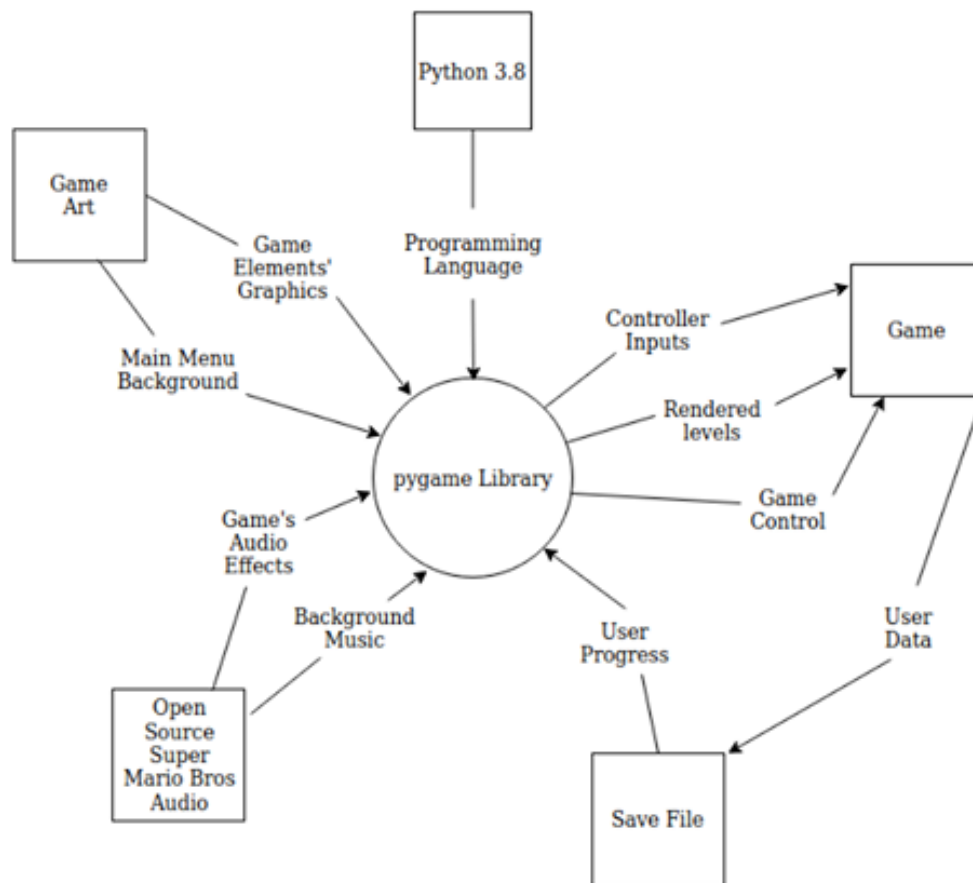 Python 3.8
Game
Art
Game
Elements'
Graphics
Programming
Language
Controller
Inputs
Game
Main Menu
Background
Rendered
levels
pygame Library
Game
Control
Game's
Audio
Effects
Background
Music
User
Progress
User
Data
Open
Source
Super
Mario Bros
Audio
Save File